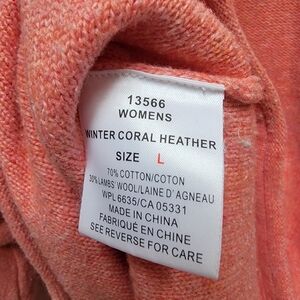 13566
WOMENS
WINTER CORAL HEATHER
SIZE L
70% COTTON/COTON
30% LAMBS' WOOL/LAINE D' AGNEAU
WPL 6635/CA 05331
MADE IN CHINA
FABRIQUÉ EN CHINE
SEE REVERSE FOR CARE